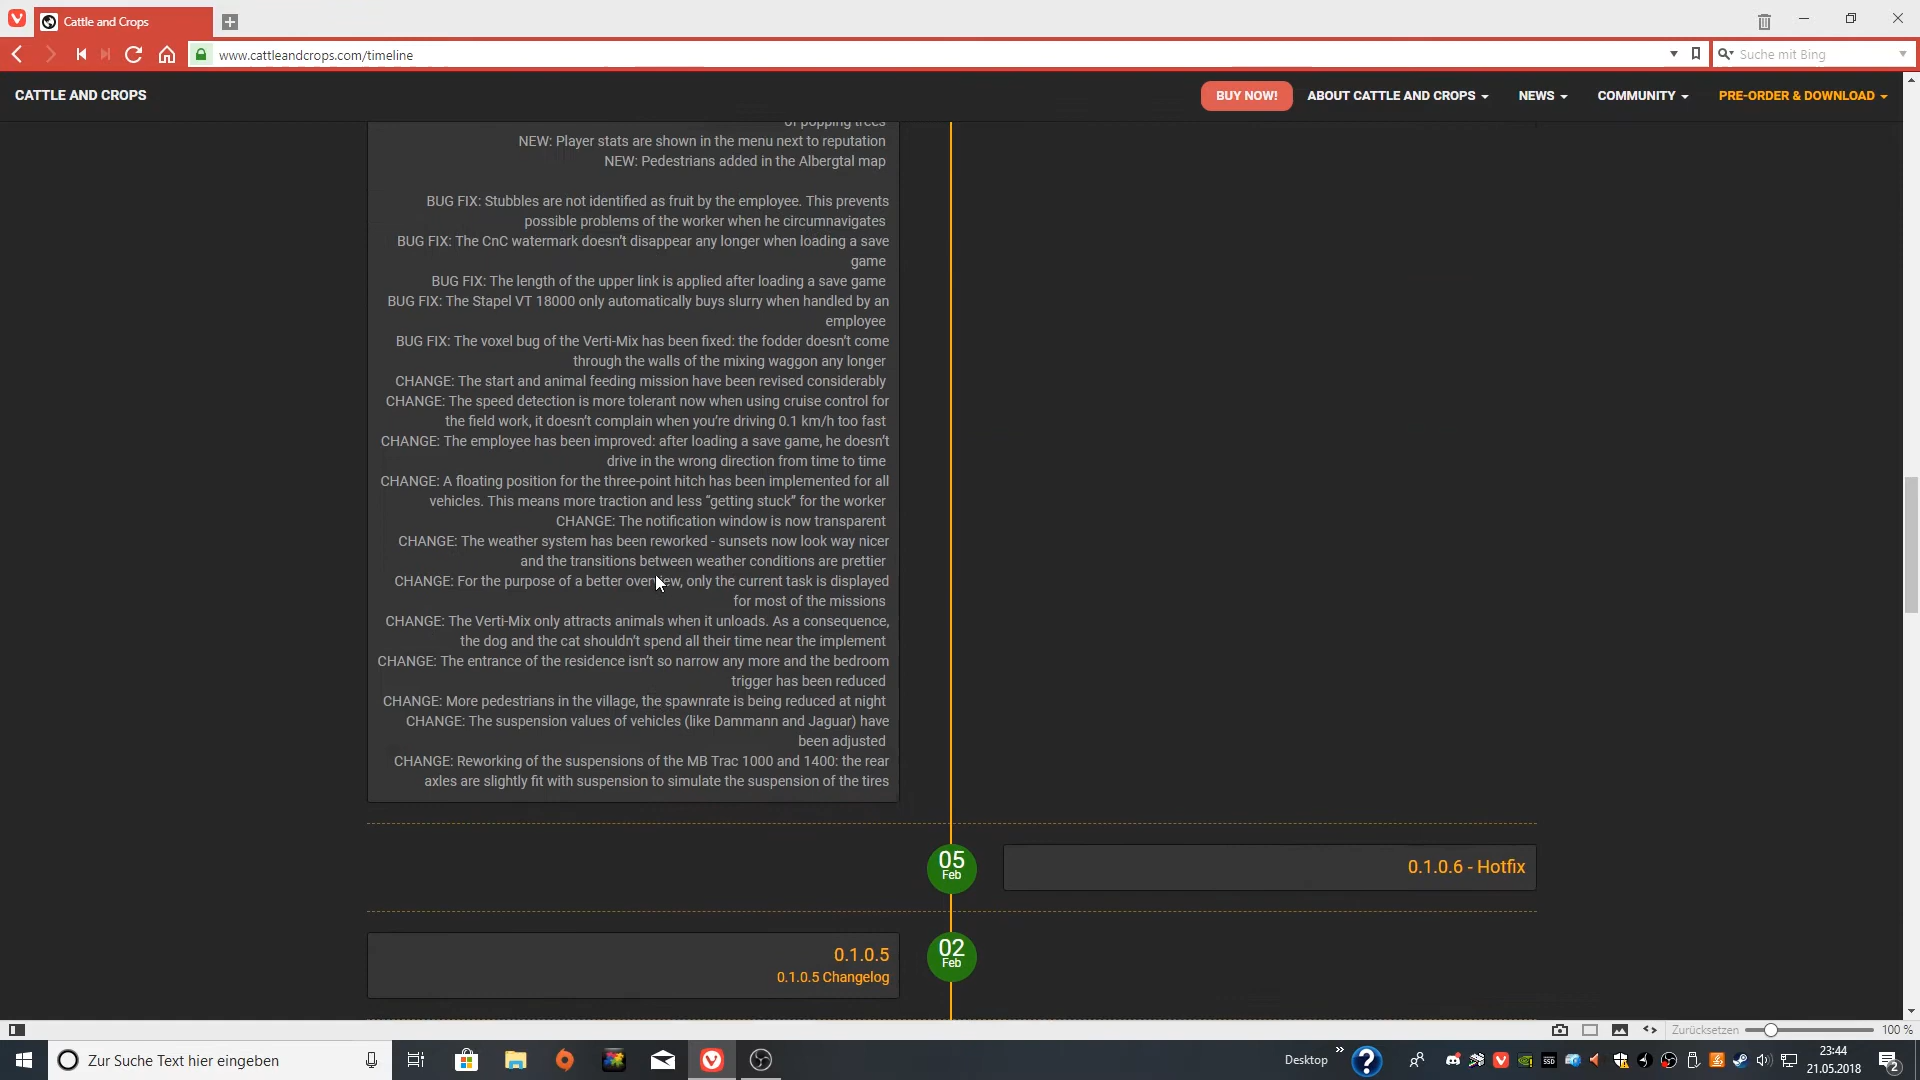 Cattle and Crops
www.cattleandcrops.com/timeline
Suche mit Bing
CATTLE AND CROPS
BUY NOW!
ABOUT CATTLE AND CROPS
NEWS
COMMUNITY
PRE-ORDER & DOWNLOAD
of popping trees
NEW: Player stats are shown in the menu next to reputation
NEW: Pedestrians added in the Albergtal map
BUG FIX: Stubbles are not identified as fruit by the employee. This prevents
possible problems of the worker when he circumnavigates
BUG FIX: The CnC watermark doesn't disappear any longer when loading a save
game
BUG FIX: The length of the upper link is applied after loading a save game
BUG FIX: The Stapel VT 18000 only automatically buys slurry when handled by an
employee
BUG FIX: The voxel bug of the Verti-Mix has been fixed: the fodder doesn't come
through the walls of the mixing waggon any longer
CHANGE: The start and animal feeding mission have been revised considerably
CHANGE: The speed detection is more tolerant now when using cruise control for
the field work, it doesn't complain when you're driving 0.1 km/h too fast
CHANGE: The employee has been improved: after loading a save game, he doesn't
drive in the wrong direction from time to time
CHANGE: A floating position for the three-point hitch has been implemented for all
vehicles. This means more traction and less “getting stuck” for the worker
CHANGE: The notification window is now transparent
CHANGE: The weather system has been reworked - sunsets now look way nicer
and the transitions between weather conditions are prettier
CHANGE: For the purpose of a better overview, only the current task is displayed
for most of the missions
CHANGE: The Verti-Mix only attracts animals when it unloads. As a consequence,
the dog and the cat shouldn't spend all their time near the implement
CHANGE: The entrance of the residence isn't so narrow any more and the bedroom
trigger has been reduced
CHANGE: More pedestrians in the village, the spawnrate is being reduced at night
CHANGE: The suspension values of vehicles (like Dammann and Jaguar) have
been adjusted
CHANGE: Reworking of the suspensions of the MB Trac 1000 and 1400: the rear
axles are slightly fit with suspension to simulate the suspension of the tires
05
Feb
0.1.0.6 - Hotfix
0.1.0.5
0.1.0.5 Changelog
02
Feb
Zurücksetzen
100 %
Zur Suche Text hier eingeben
Desktop
23:44
21.05.2018
2